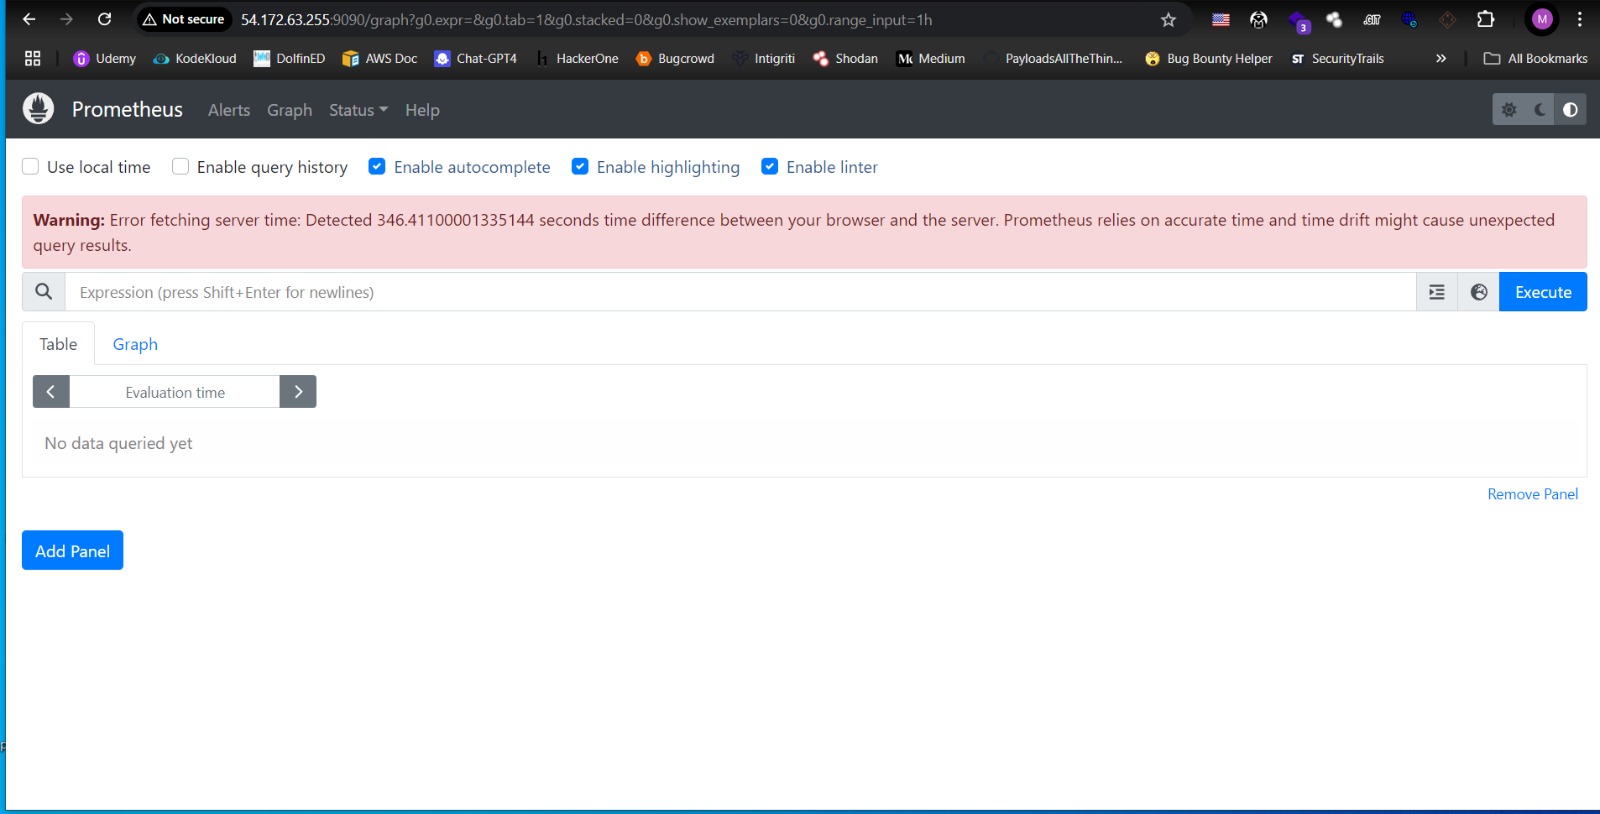 Not secure 54.172.63.255:9090/graph?g0.expr=&g0.tab=1&g0.stacked=0&g0.show_exemplars=0&g0.range_input=1h 3 .GIT M
Udemy KodeKloud DolfinED AWS Doc Chat-GPT4 h HackerOne b Bugcrowd Intigriti Shodan Medium PayloadsAllTheThin... Bug Bounty Helper ST SecurityTrails » All Bookmarks
Prometheus Alerts Graph Status Help
Use local time Enable query history Enable autocomplete Enable highlighting Enable linter
Warning: Error fetching server time: Detected 346.41100001335144 seconds time difference between your browser and the server. Prometheus relies on accurate time and time drift might cause unexpected
query results.
Expression (press Shift+Enter for newlines) Execute
Table Graph
Evaluation time
No data queried yet
Remove Panel
Add Panel